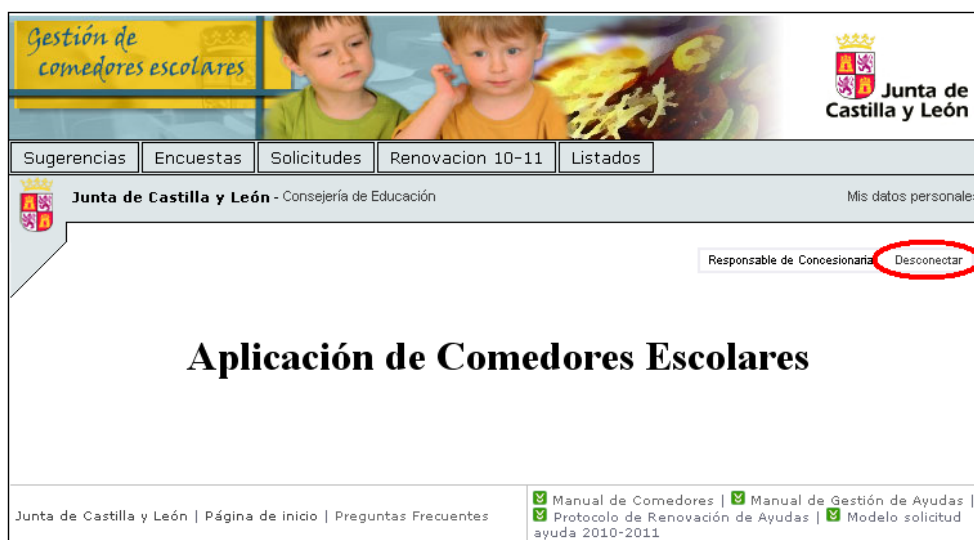 Gestión de
comedores escolares
Junta de
Castilla y León
Sugerencias Encuestas Solicitudes Renovacion 10-11 Listados
Junta de Castilla y León - Consejería de Educación Mis datos personales
Responsable de Concesionaria Desconectar
Aplicación de Comedores Escolares
Junta de Castilla y León | Página de inicio | Preguntas Frecuentes
Manual de Comedores | Manual de Gestión de Ayudas |
Protocolo de Renovación de Ayudas | Modelo solicitud
ayuda 2010-2011